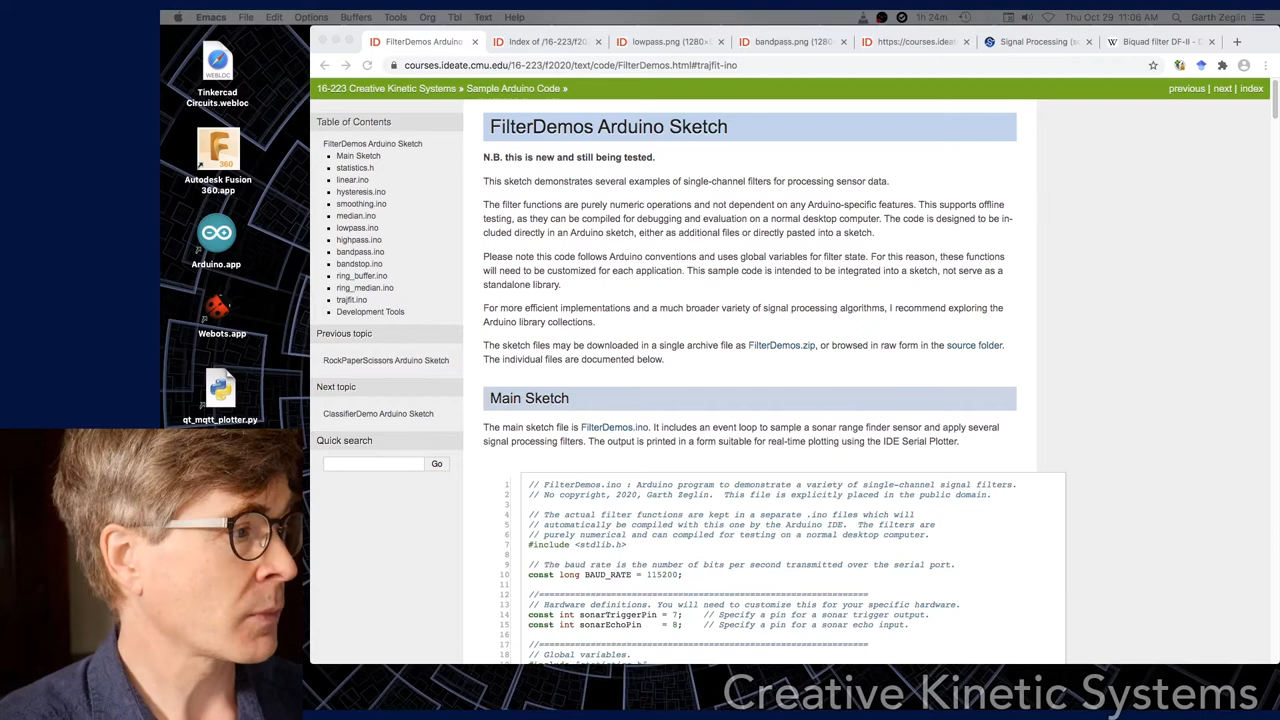 Emacs File Edit Options Buffers Tools Org Tbl Text Help 1h 24m Thu Oct 29 11:06 AM Garth Zeglin
FilterDemos Arduino Index of /16-223/f202 lowpass.png (1280× bandpass.png (1280 https://courses.ideat Signal Processing (sc Biquad filter DF-II - D
courses.ideate.cmu.edu/16-223/f2020/text/code/FilterDemos.html#trajfit-ino
16-223 Creative Kinetic Systems » Sample Arduino Code » previous | next | index
Tinkercad
Circuits.webloc
WEBLOC
Autodesk Fusion
360.app
360
Arduino.app
Webots.app
qt_mqtt_plotter.py
Table of Contents
FilterDemos Arduino Sketch
Main Sketch
statistics.h
linear.ino
hysteresis.ino
smoothing.ino
median.ino
lowpass.ino
highpass.ino
bandpass.ino
bandstop.ino
ring_buffer.ino
ring_median.ino
trajfit.ino
Development Tools
Previous topic
RockPaperScissors Arduino Sketch
Next topic
ClassifierDemo Arduino Sketch
Quick search
Go
FilterDemos Arduino Sketch
N.B. this is new and still being tested.
This sketch demonstrates several examples of single-channel filters for processing sensor data.
The filter functions are purely numeric operations and not dependent on any Arduino-specific features. This supports offline
testing, as they can be compiled for debugging and evaluation on a normal desktop computer. The code is designed to be in-
cluded directly in an Arduino sketch, either as additional files or directly pasted into a sketch.
Please note this code follows Arduino conventions and uses global variables for filter state. For this reason, these functions
will need to be customized for each application. This sample code is intended to be integrated into a sketch, not serve as a
standalone library.
For more efficient implementations and a much broader variety of signal processing algorithms, I recommend exploring the
Arduino library collections.
The sketch files may be downloaded in a single archive file as FilterDemos.zip, or browsed in raw form in the source folder.
The individual files are documented below.
Main Sketch
The main sketch file is FilterDemos.ino. It includes an event loop to sample a sonar range finder sensor and apply several
signal processing filters. The output is printed in a form suitable for real-time plotting using the IDE Serial Plotter.
1 // FilterDemos.ino : Arduino program to demonstrate a variety of single-channel signal filters.
2 // No copyright, 2020, Garth Zeglin. This file is explicitly placed in the public domain.
3
4 // The actual filter functions are kept in a separate .ino files which will
5 // automatically be compiled with this one by the Arduino IDE. The filters are
6 // purely numerical and can compiled for testing on a normal desktop computer.
7 #include <stdlib.h>
8
9 // The baud rate is the number of bits per second transmitted over the serial port.
10 const long BAUD_RATE = 115200;
11
12 //================================================================
13 // Hardware definitions. You will need to customize this for your specific hardware.
14 const int sonarTriggerPin = 7; // Specify a pin for a sonar trigger output.
15 const int sonarEchoPin = 8; // Specify a pin for a sonar echo input.
16
17 //================================================================
18 // Global variables.
Creative Kinetic Systems